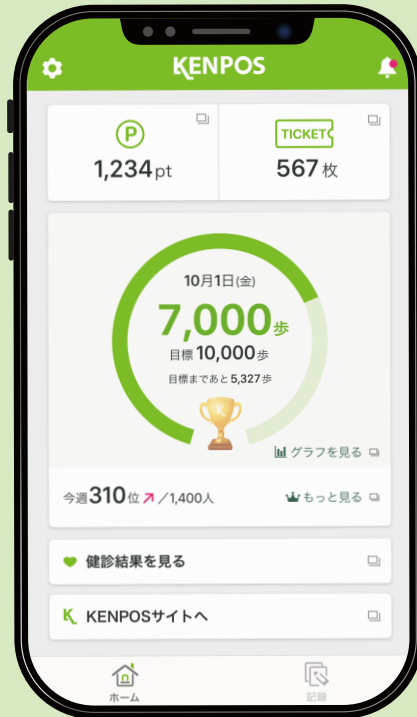 KENPOS
P
TICKET
1,234pt
567枚
10月1日(金)
7,000歩
目標10,000歩
目標まであと5,327歩
K
グラフを見る
今週310位 /1,400人
もっと見る
健診結果を見る
K KENPOSサイトへ
ホーム
記録